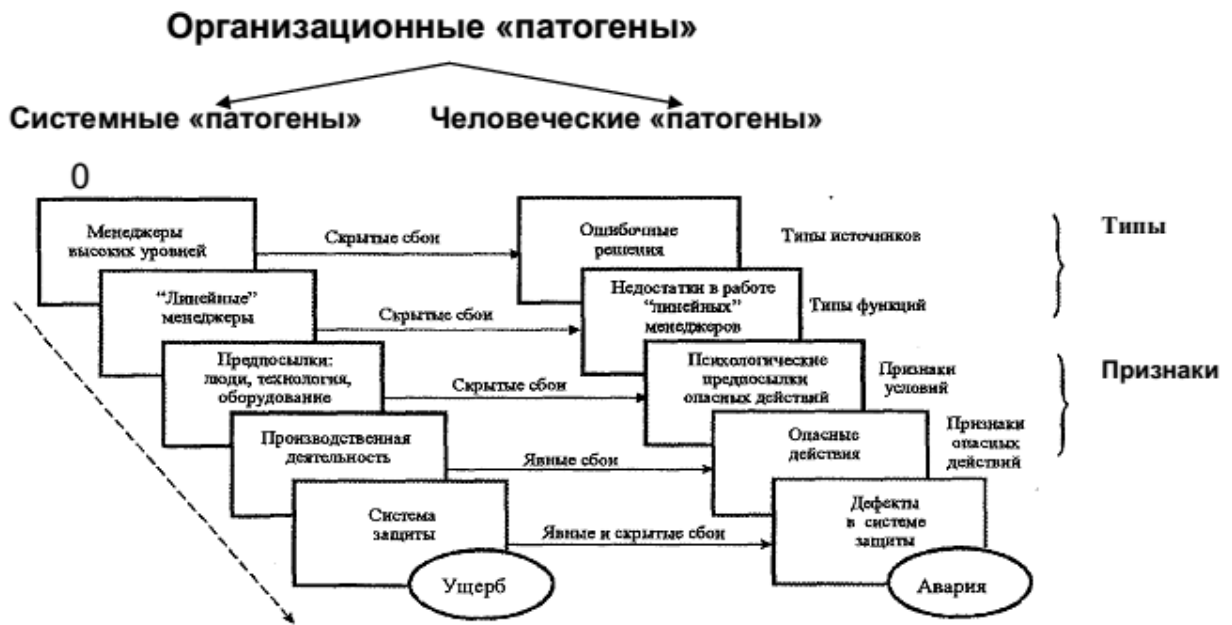 Организационные «патогены»
Системные «патогены»
Человеческие «патогены»
0
Менеджеры
высоких уровней
Скрытые сбои
Ошибочные
решения
Типы источников
Типы
"Линейные"
менеджеры
Скрытые сбои
Недостатки в работе
"линейных"
менеджеров
Типы функций
Предпосылки:
люди, технология,
оборудование
Скрытые сбои
Психологические
предпосылки
опасных действий
Признаки
условий
Признаки
Производственная
деятельность
Явные сбои
Опасные
действия
Признаки
опасных
действий
Система
защиты
Явные и скрытые сбои
Дефекты
в системе
защиты
Ущерб
Авария